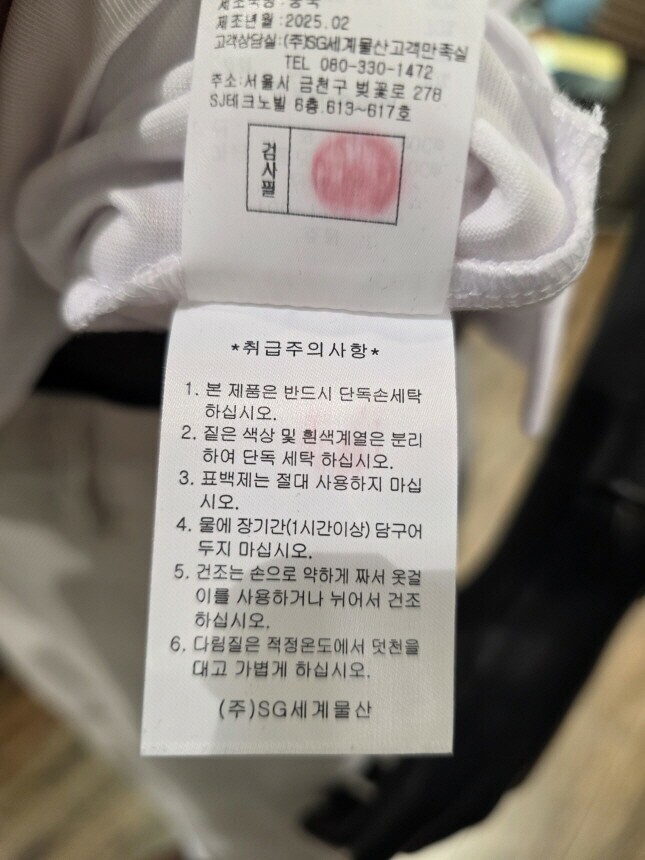 제조국명:중국
제조년월:2025.02
고객상담실:(주)SG세계물산고객만족실
TEL 080-330-1472
주소:서울시 금천구 벚꽃로 278
SJ테크노빌 6층.613~617호
검사필
*취급주의사항*
1. 본 제품은 반드시 단독손세탁
하십시오.
2. 짙은 색상 및 흰색계열은 분리
하여 단독 세탁 하십시오.
3. 표백제는 절대 사용하지 마십
시오.
4. 물에 장기간(1시간이상) 담구어
두지 마십시오.
5. 건조는 손으로 약하게 짜서 옷걸
이를 사용하거나 뉘어서 건조
하십시오.
6. 다림질은 적정온도에서 덧천을
대고 가볍게 하십시오.
(주)SG세계물산